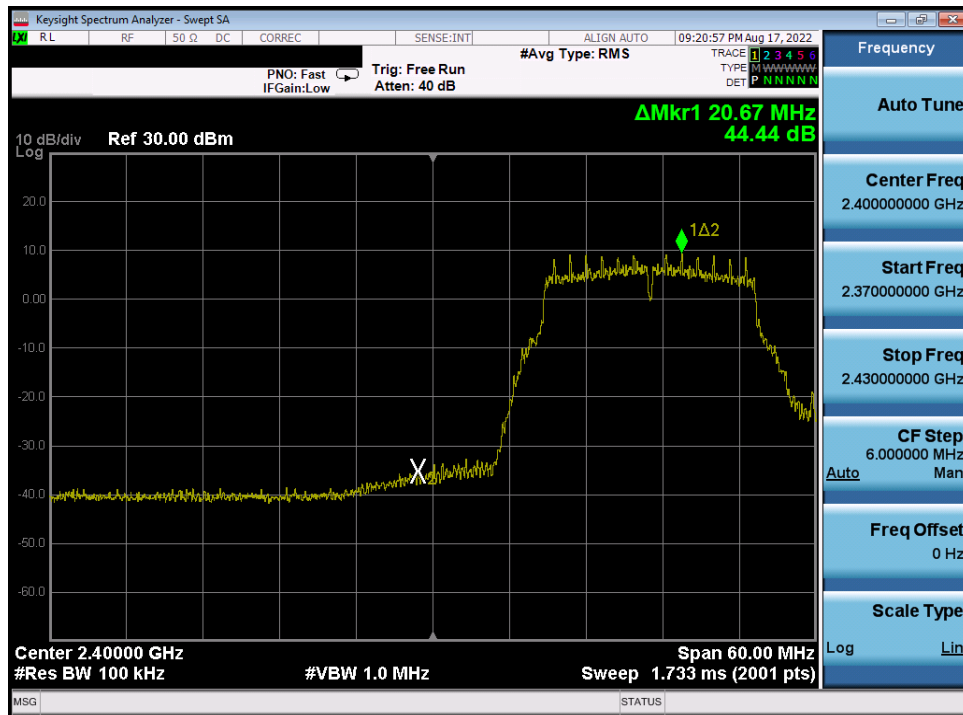 Keysight Spectrum Analyzer - Swept SA
LXI RL RF 50 Ω DC CORREC SENSE:INT ALIGN AUTO 09:20:57 PM Aug 17, 2022
PNO: Fast
IFGain:Low
Trig: Free Run
Atten: 40 dB
#Avg Type: RMS
TRACE 1 2 3 4 5 6
TYPE M W W W W W
DET P N N N N N
ΔMkr1 20.67 MHz
44.44 dB
10 dB/div Ref 30.00 dBm
Log
20.0
10.0
0.00
-10.0
-20.0
-30.0
-40.0
-50.0
-60.0
1Δ2
X2
Center 2.40000 GHz
#Res BW 100 kHz
#VBW 1.0 MHz
Span 60.00 MHz
Sweep 1.733 ms (2001 pts)
MSG
STATUS
Frequency
Auto Tune
Center Freq
2.400000000 GHz
Start Freq
2.370000000 GHz
Stop Freq
2.430000000 GHz
CF Step
6.000000 MHz
Auto Man
Freq Offset
0 Hz
Scale Type
Log Lin